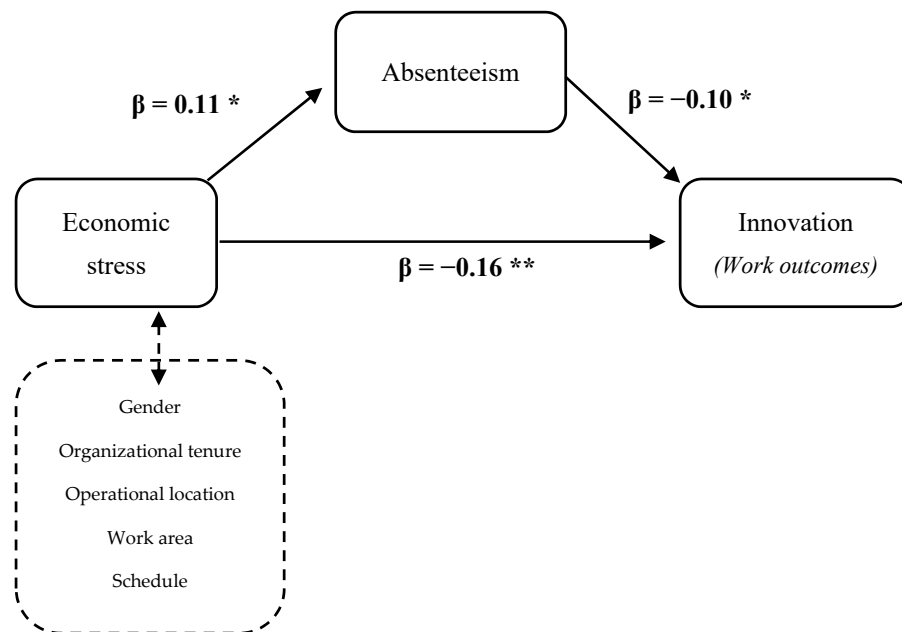 Absenteeism
β = 0.11 *
β = −0.10 *
Economic
stress
Innovation
(Work outcomes)
β = −0.16 **
Gender
Organizational tenure
Operational location
Work area
Schedule